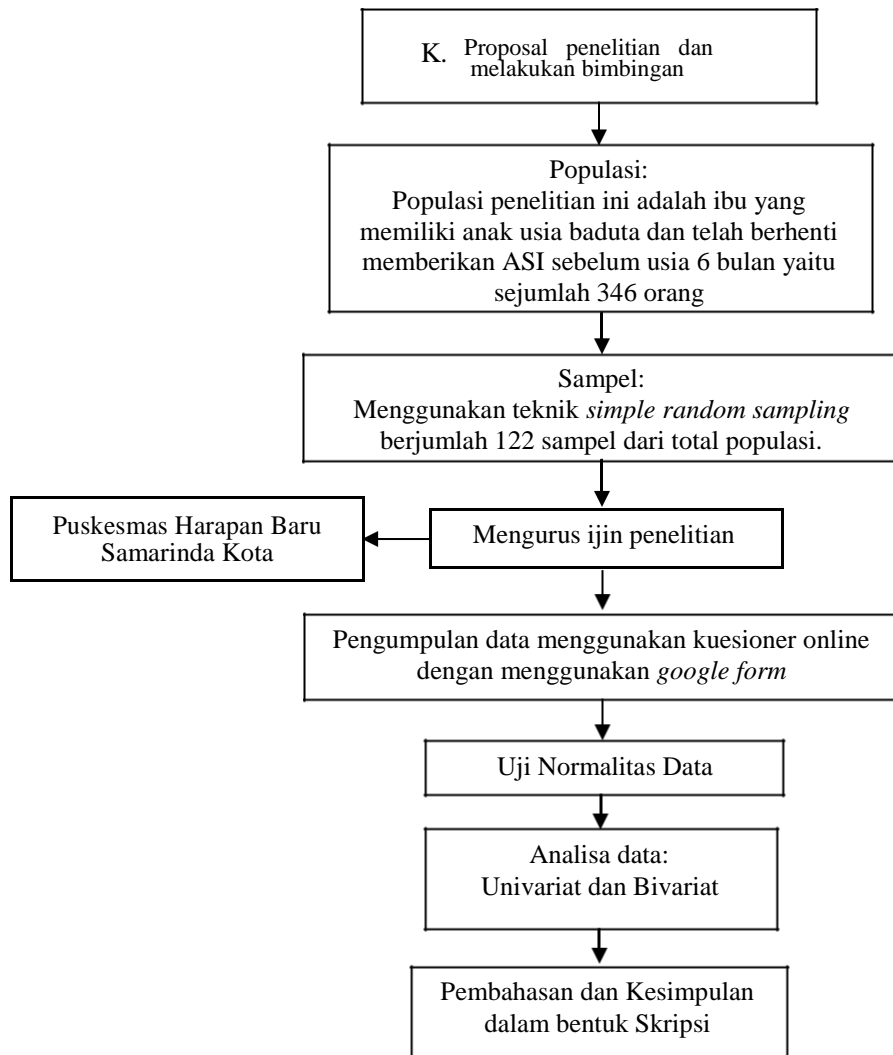 K. Proposal penelitian dan
melakukan bimbingan
Populasi:
Populasi penelitian ini adalah ibu yang
memiliki anak usia baduta dan telah berhenti
memberikan ASI sebelum usia 6 bulan yaitu
sejumlah 346 orang
Sampel:
Menggunakan teknik simple random sampling
berjumlah 122 sampel dari total populasi.
Puskesmas Harapan Baru
Samarinda Kota
Mengurus ijin penelitian
Pengumpulan data menggunakan kuesioner online
dengan menggunakan google form
Uji Normalitas Data
Analisa data:
Univariat dan Bivariat
Pembahasan dan Kesimpulan
dalam bentuk Skripsi